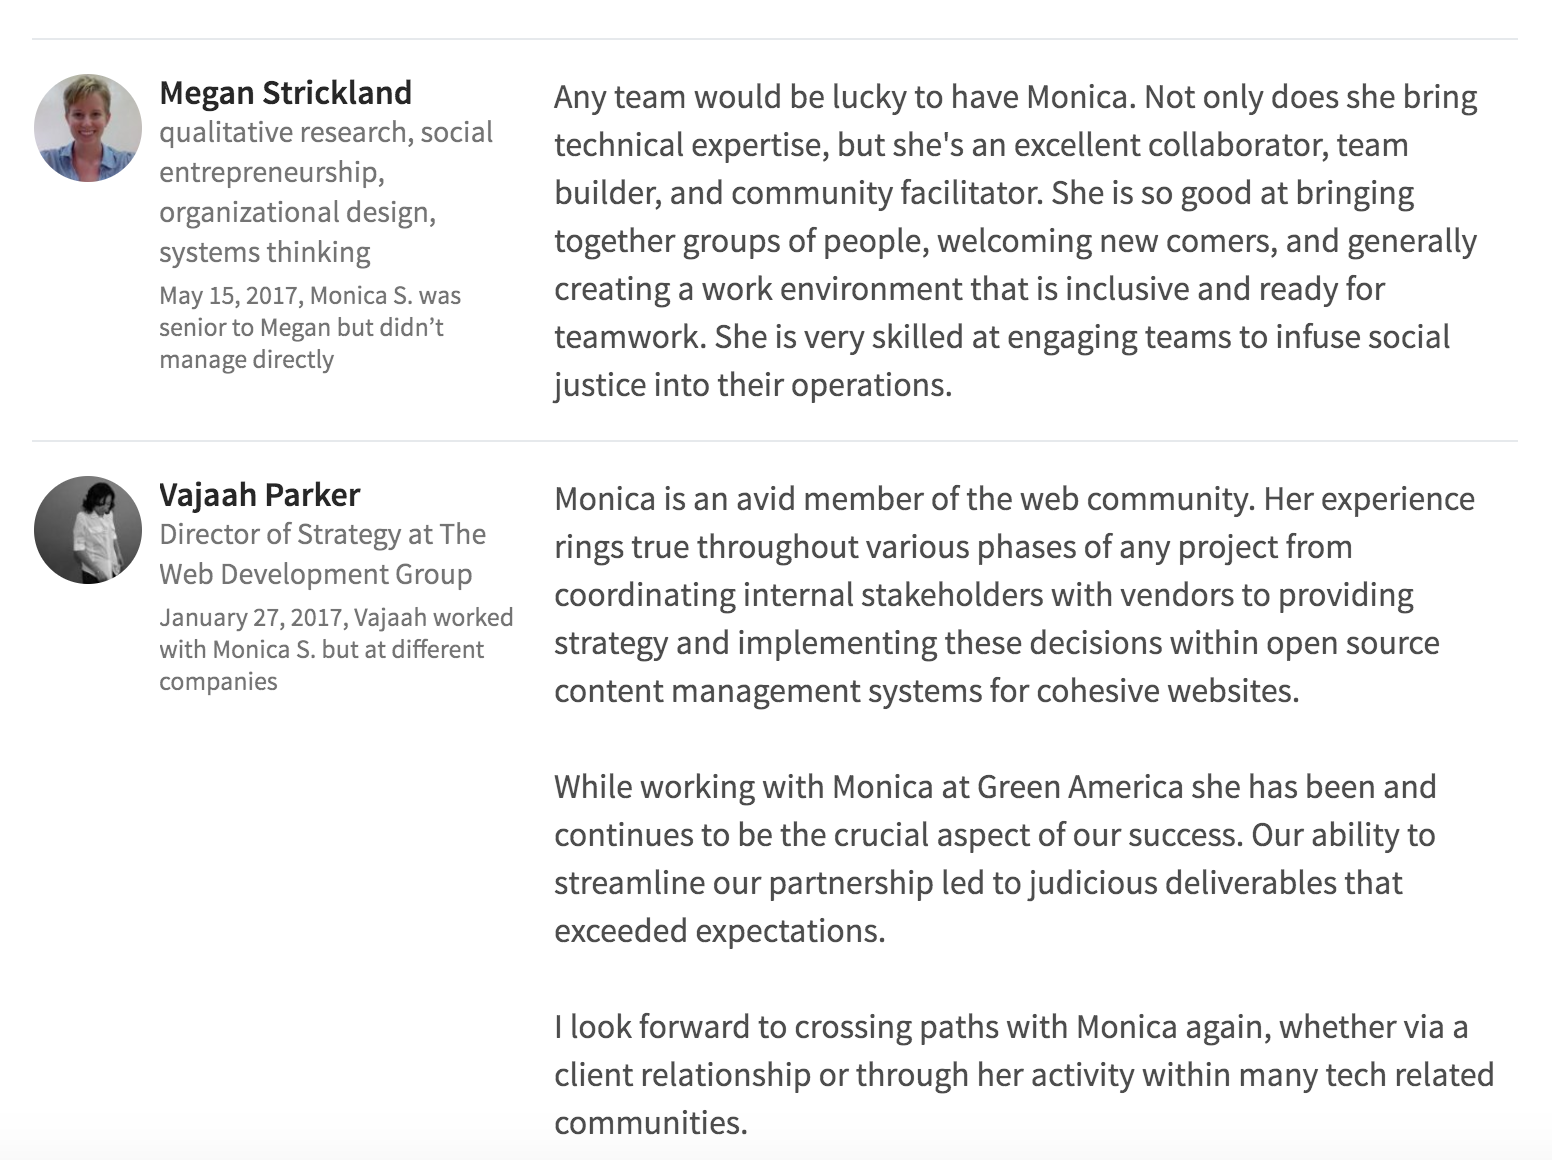 Megan Strickland
qualitative research, social
entrepreneurship,
organizational design,
systems thinking
May 15, 2017, Monica S. was
senior to Megan but didn’t
manage directly
Any team would be lucky to have Monica. Not only does she bring
technical expertise, but she's an excellent collaborator, team
builder, and community facilitator. She is so good at bringing
together groups of people, welcoming new comers, and generally
creating a work environment that is inclusive and ready for
teamwork. She is very skilled at engaging teams to infuse social
justice into their operations.
Vajaah Parker
Director of Strategy at The
Web Development Group
January 27, 2017, Vajaah worked
with Monica S. but at different
companies
Monica is an avid member of the web community. Her experience
rings true throughout various phases of any project from
coordinating internal stakeholders with vendors to providing
strategy and implementing these decisions within open source
content management systems for cohesive websites.
While working with Monica at Green America she has been and
continues to be the crucial aspect of our success. Our ability to
streamline our partnership led to judicious deliverables that
exceeded expectations.
I look forward to crossing paths with Monica again, whether via a
client relationship or through her activity within many tech related
communities.